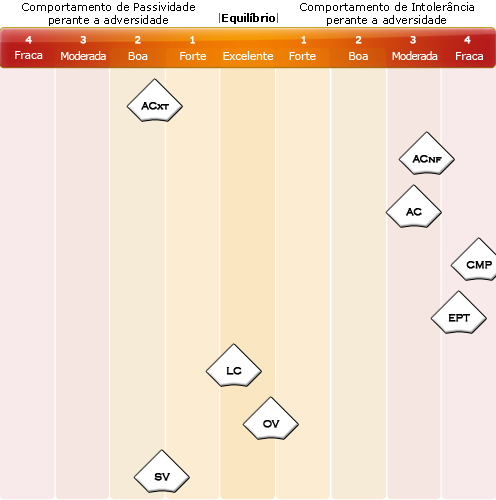 Comportamento de Passividade
perante a adversidade
|Equilíbrio|
Comportamento de Intolerância
perante a adversidade
4 3 2 1 1 2 3 4
Fraca Moderada Boa Forte Excelente Forte Boa Moderada Fraca
ACXT
ACNF
AC
CMP
EPT
LC
OV
SV